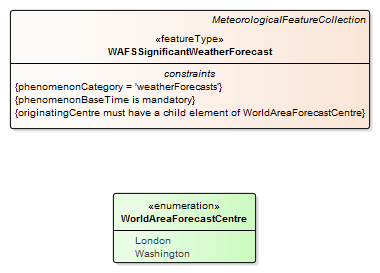 MeteorologicalFeatureCollection
«featureType»
WAFSSignificantWeatherForecast
constraints
{phenomenonCategory = 'weatherForecasts'}
{phenomenonBaseTime is mandatory}
{originatingCentre must have a child element of WorldAreaForecastCentre}
«enumeration»
WorldAreaForecastCentre
London
Washington